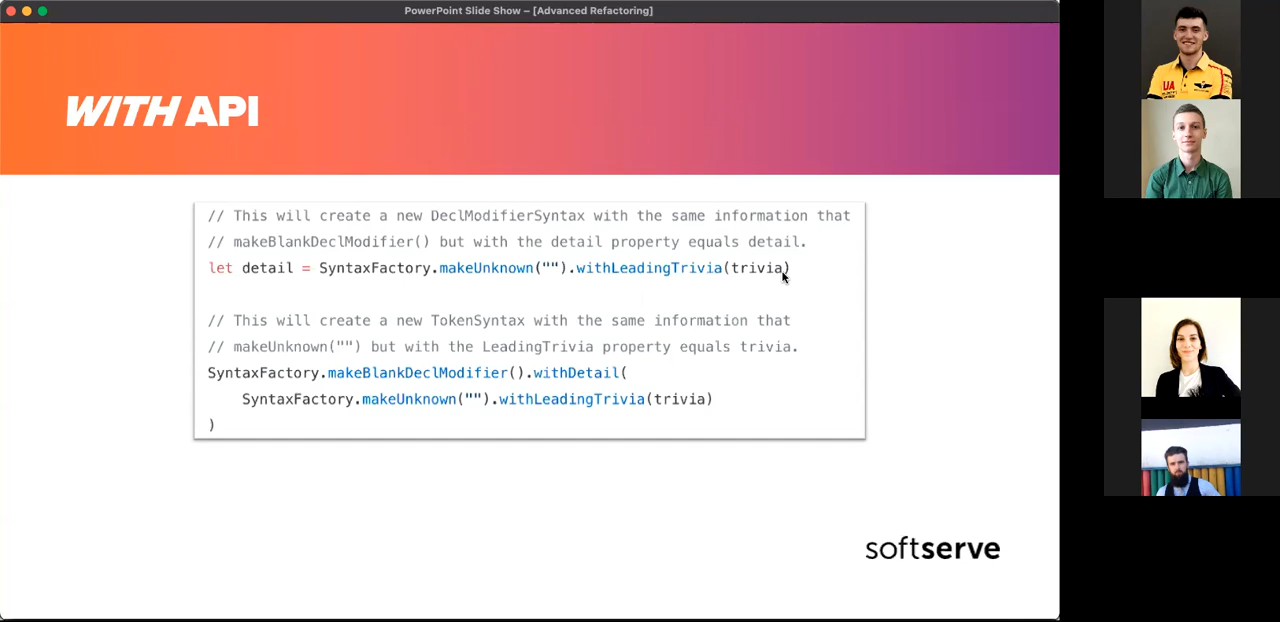 PowerPoint Slide Show – [Advanced Refactoring]
WITH API
// This will create a new DeclModifierSyntax with the same information that
// makeBlankDeclModifier() but with the detail property equals detail.
let detail = SyntaxFactory.makeUnknown("").withLeadingTrivia(trivia)
// This will create a new TokenSyntax with the same information that
// makeUnknown("") but with the LeadingTrivia property equals trivia.
SyntaxFactory.makeBlankDeclModifier().withDetail(
SyntaxFactory.makeUnknown("").withLeadingTrivia(trivia)
)
softserve
UA